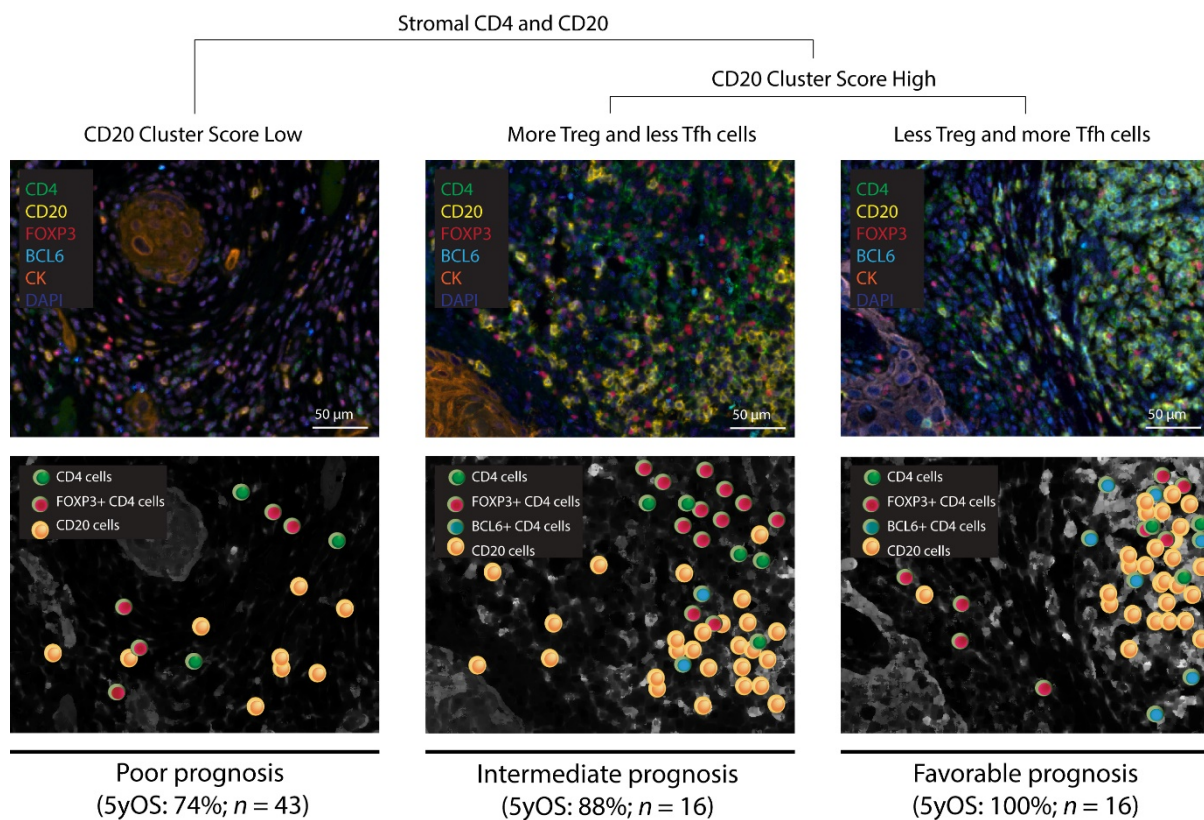 Stromal CD4 and CD20
CD20 Cluster Score High
CD20 Cluster Score Low
More Treg and less Tfh cells
Less Treg and more Tfh cells
CD4
CD20
FOXP3
BCL6
CK
DAPI
50 µm
CD4
CD20
FOXP3
BCL6
CK
DAPI
50 µm
CD4
CD20
FOXP3
BCL6
CK
DAPI
50 µm
CD4 cells
FOXP3+ CD4 cells
CD20 cells
CD4 cells
FOXP3+ CD4 cells
BCL6+ CD4 cells
CD20 cells
CD4 cells
FOXP3+ CD4 cells
BCL6+ CD4 cells
CD20 cells
Poor prognosis
(5yOS: 74%; n = 43)
Intermediate prognosis
(5yOS: 88%; n = 16)
Favorable prognosis
(5yOS: 100%; n = 16)